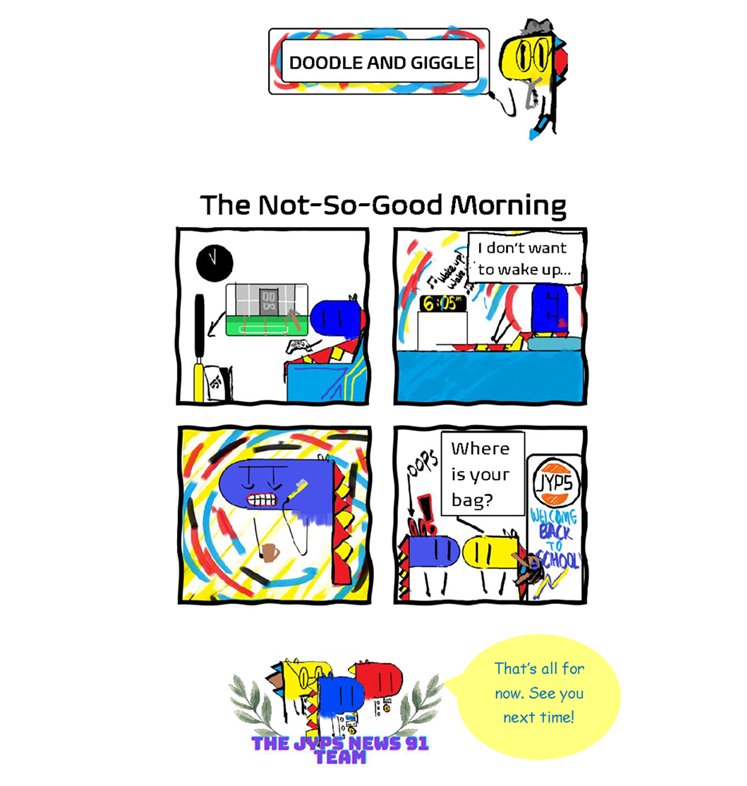 DOODLE AND GIGGLE
The Not-So-Good Morning
Wake up!
Wake
6:05
I don't want
to wake up...
OOPS
!!!
Where
is your
bag?
JYPS
WELCOME
BACK
TO
SCHOOL
That's all for
now. See you
next time!
THE JYPS NEWS 91
TEAM